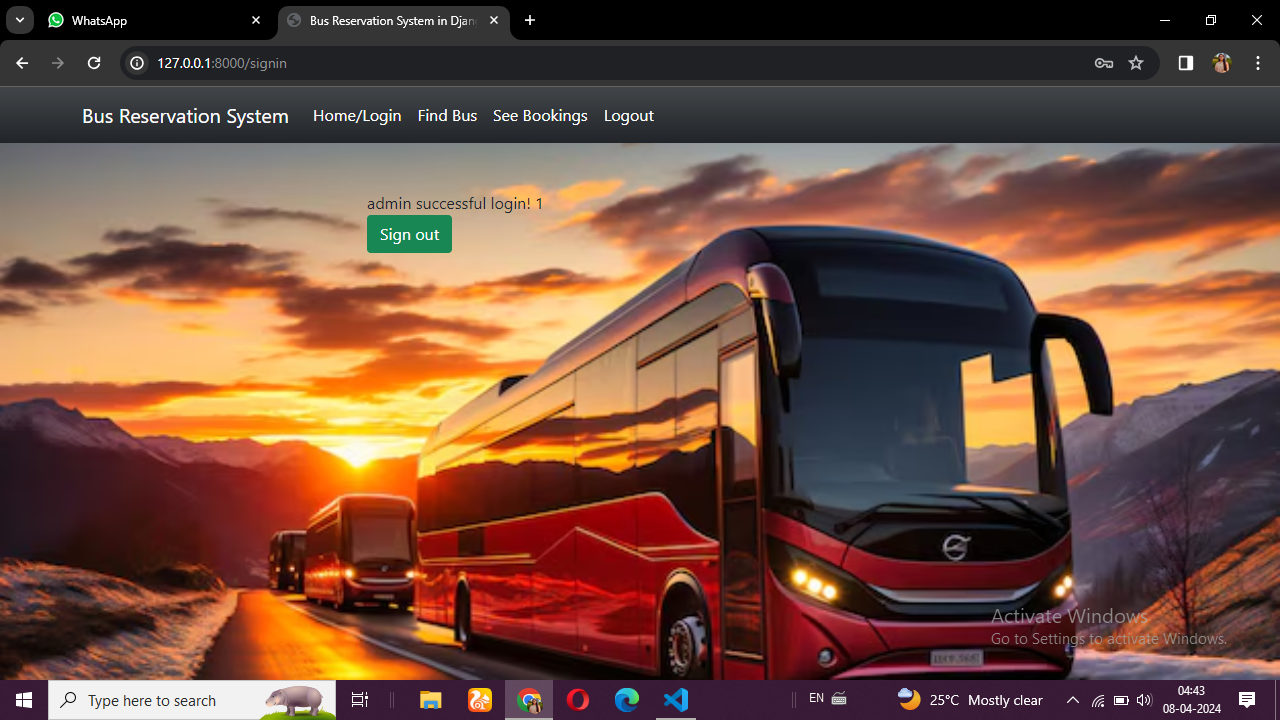 WhatsApp
Bus Reservation System in Djan
127.0.0.1:8000/signin
Bus Reservation System
Home/Login
Find Bus
See Bookings
Logout
admin successful login! 1
Sign out
Activate Windows
Go to Settings to activate Windows.
Type here to search
EN
25°C Mostly clear
04:43
08-04-2024